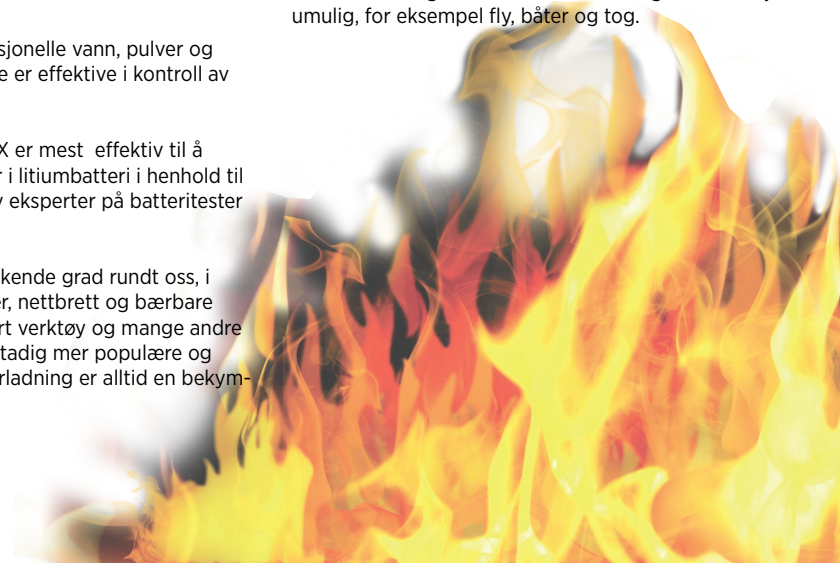 sjonelle vann, pulver og
e er effektive i kontroll av
X er mest effektiv til å
r i litiumbatteri i henhold til
v eksperter på batteritester
kende grad rundt oss, i
er, nettbrett og bærbare
rt verktøy og mange andre
tadig mer populære og
rladning er alltid en bekym-
umulig, for eksempel fly, båter og tog.